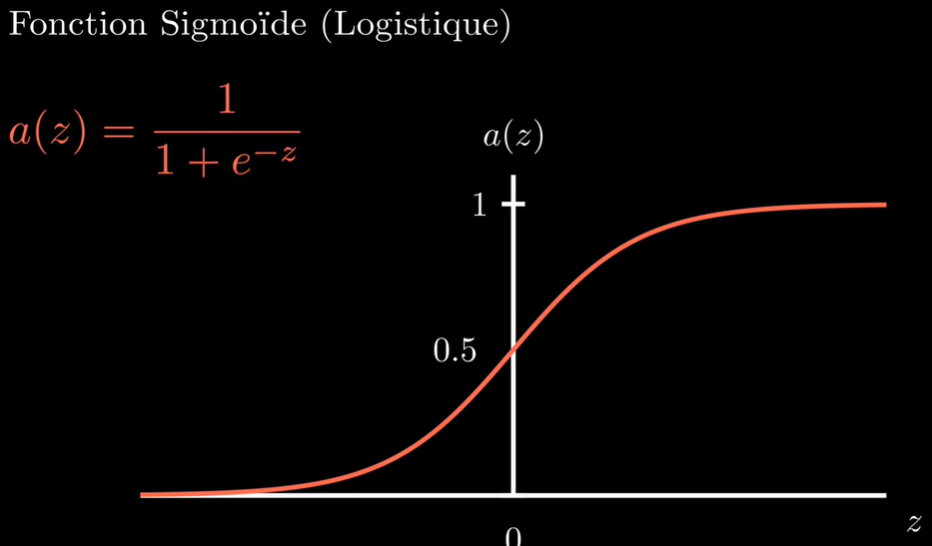 Fonction Sigmoïde (Logistique)
a(z) = 1 / (1 + e^{-z})
a(z)
1
0.5
0
z